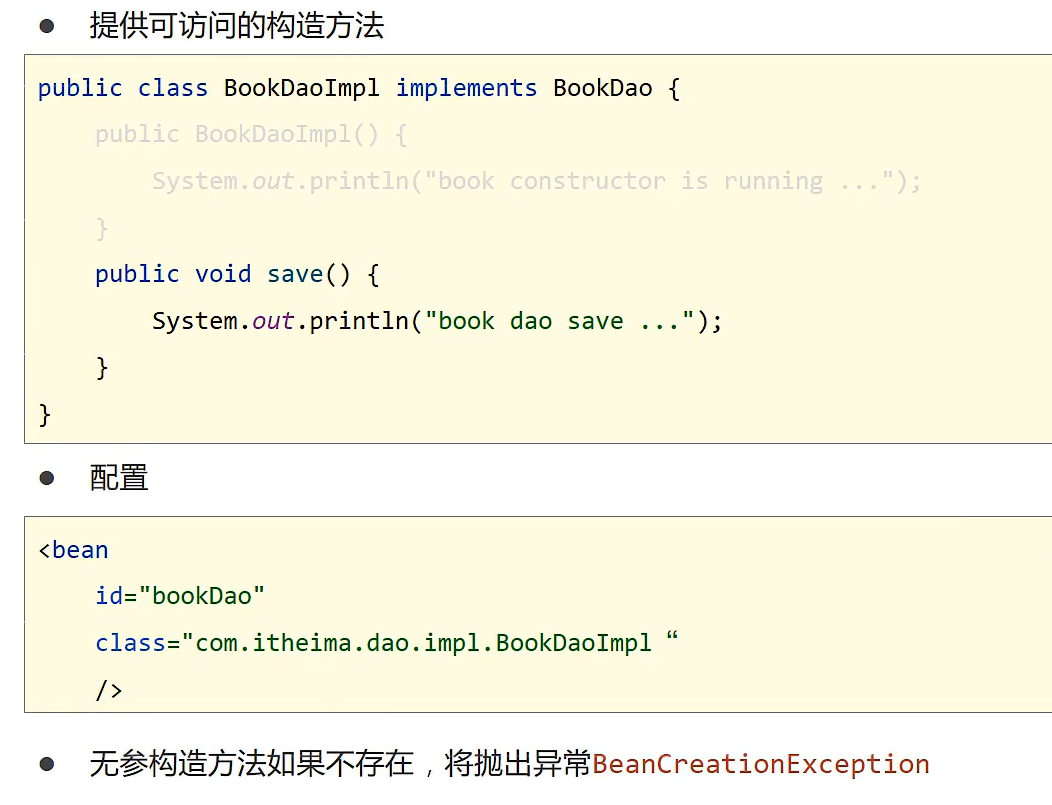 ● 提供可访问的构造方法
public class BookDaoImpl implements BookDao {
    public BookDaoImpl() {
        System.out.println("book constructor is running ...");
    }
    public void save() {
        System.out.println("book dao save ...");
    }
}
● 配置
<bean
    id="bookDao"
    class="com.itheima.dao.impl.BookDaoImpl “
    />
● 无参构造方法如果不存在，将抛出异常BeanCreationException